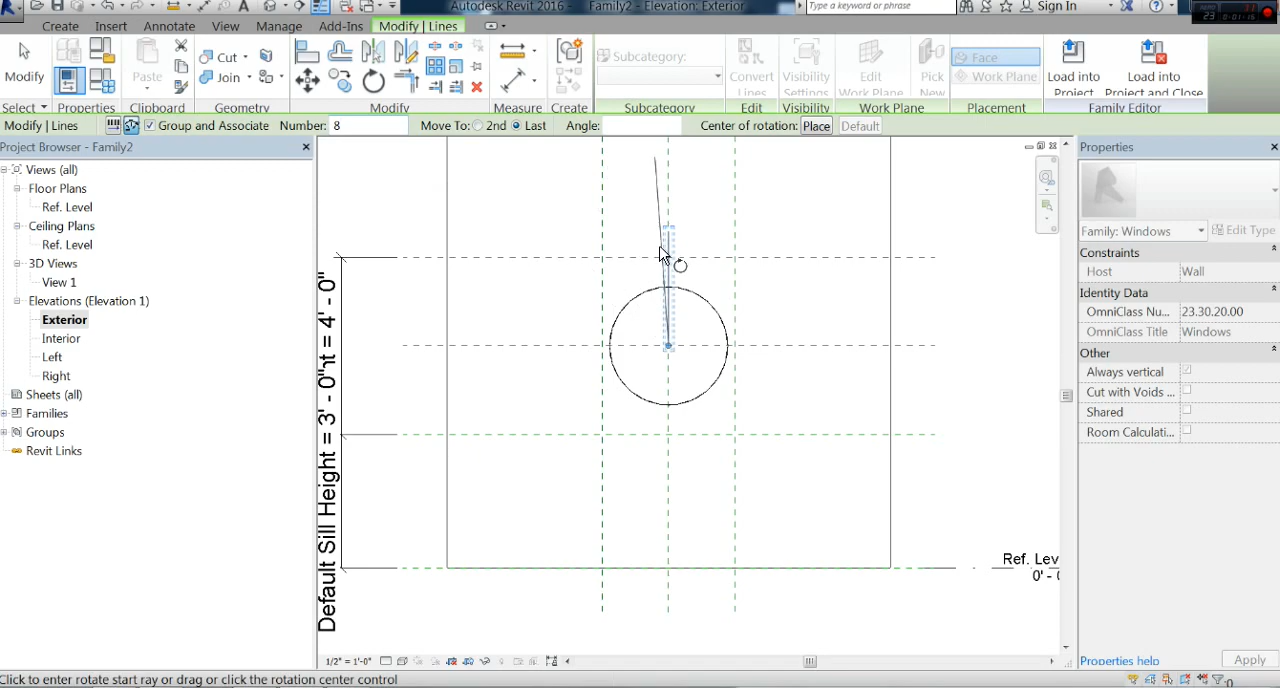 Autodesk Revit 2016 - Family2 - Elevation: Exterior
Type a keyword or phrase
Sign In
Create Insert Annotate View Manage Add-Ins Modify | Lines
Modify Paste Cut Join Subcategory: Convert Lines Visibility Settings Edit Work Plane Pick New Face Work Plane Load into Project Load into Project and Close
Select Properties Clipboard Geometry Modify Measure Create Subcategory Edit Visibility Work Plane Placement Family Editor
Modify | Lines Group and Associate Number: 8 Move To: 2nd Last Angle: Center of rotation: Place Default
Project Browser - Family2
Views (all)
Floor Plans
Ref. Level
Ceiling Plans
Ref. Level
3D Views
View 1
Elevations (Elevation 1)
Exterior
Interior
Left
Right
Sheets (all)
Families
Groups
Revit Links
Default Sill Height = 3' - 0"
nt = 4' - 0"
Ref. Lev
0' - 0
Properties
Family: Windows Edit Type
Constraints
Host Wall
Identity Data
OmniClass Nu... 23.30.20.00
OmniClass Title Windows
Other
Always vertical
Cut with Voids ...
Shared
Room Calculati...
Properties help Apply
1/2" = 1'-0"
Click to enter rotate start ray or drag or click the rotation center control
:0